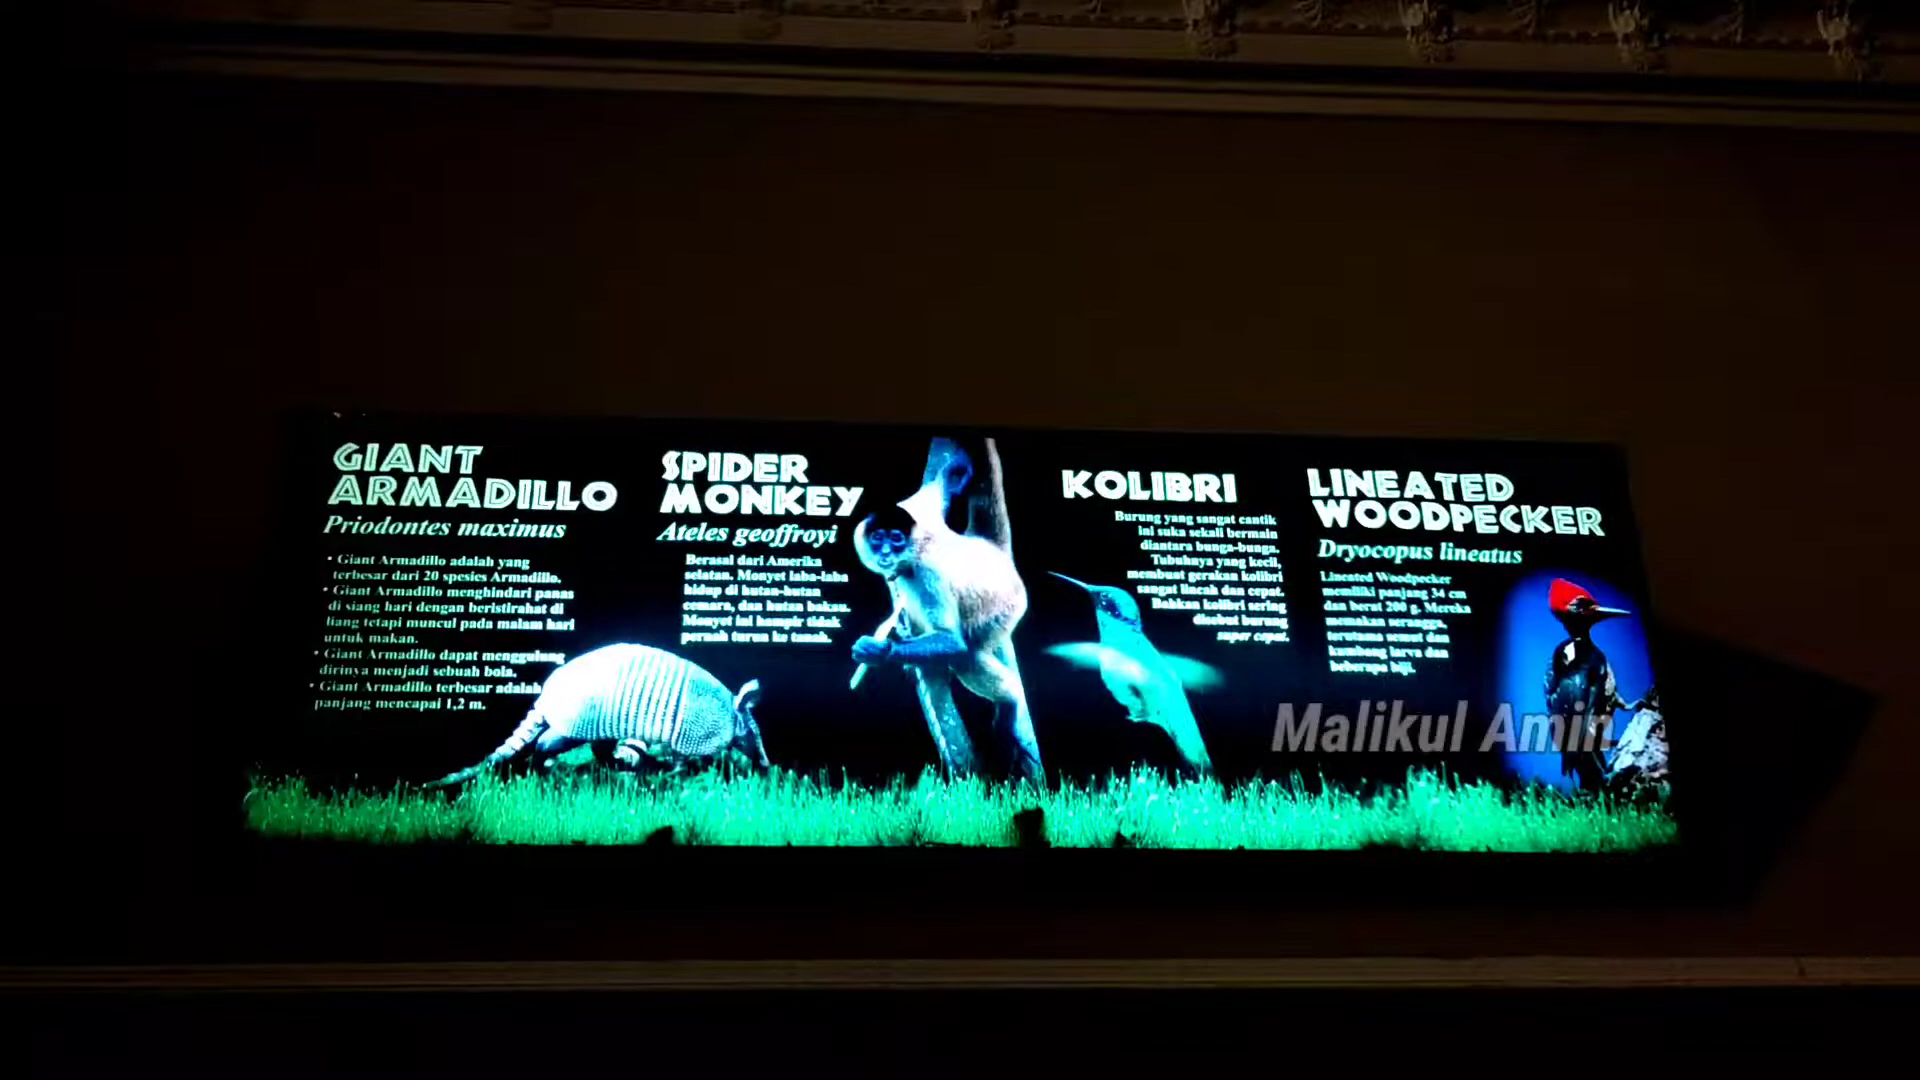 GIANT
ARMADILLO
Priodontes maximus
• Giant Armadillo adalah yang
terbesar dari 20 spesies Armadillo.
• Giant Armadillo menghindari panas
di siang hari dengan beristirahat di
liang tetapi muncul pada malam hari
untuk makan.
• Giant Armadillo dapat menggulung
dirinya menjadi sebuah bola.
• Giant Armadillo terbesar adalah
panjang mencapai 1,2 m.
SPIDER
MONKEY
Ateles geoffroyi
Berasal dari Amerika
selatan. Monyet laba-laba
hidup di hutan-hutan
cemara, dan hutan bakau.
Monyet ini hampir tidak
pernah turun ke tanah.
KOLIBRI
Burung yang sangat cantik
ini suka sekali bermain
diantara bunga-bunga.
Tubuhnya yang kecil,
membuat gerakan kolibri
sangat lincah dan cepat.
Bahkan kolibri sering
disebut burung
super cepat.
LINEATED
WOODPECKER
Dryocopus lineatus
Lineated Woodpecker
memiliki panjang 34 cm
dan berat 200 g. Mereka
memakan serangga,
terutama semut dan
kumbang larva dan
beberapa biji.
Malikul Amin